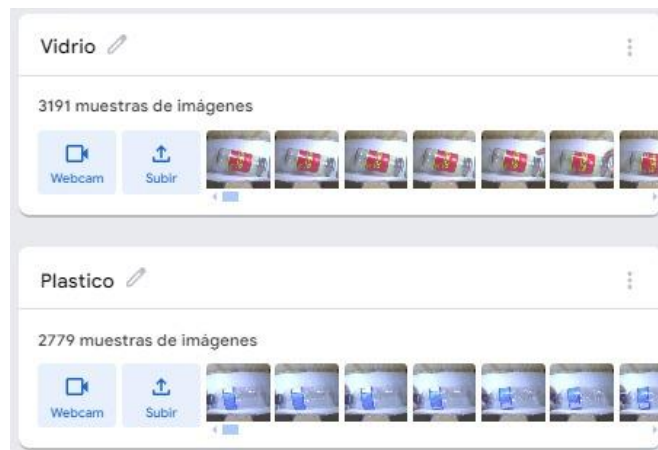 Vidrio
3191 muestras de imágenes
Webcam
Subir
Plastico
2779 muestras de imágenes
Webcam
Subir